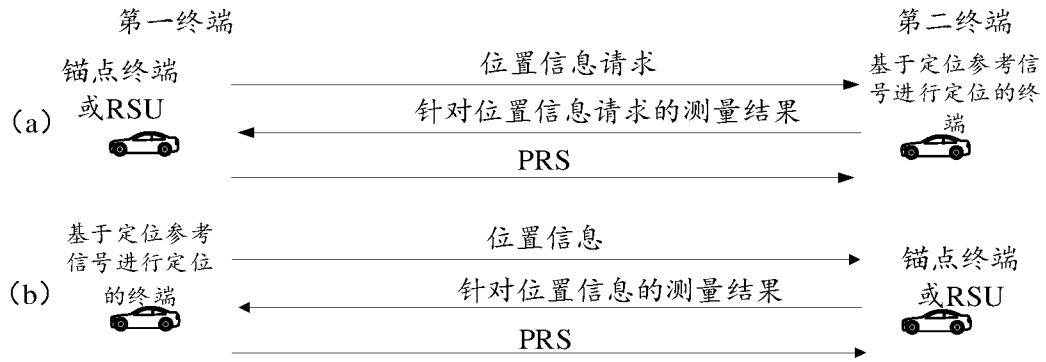 第一终端
第二终端
(a)
锚点终端
或RSU
位置信息请求
针对位置信息请求的测量结果
PRS
基于定位参考信
号进行定位的终
端
(b)
基于定位参考
信号进行定位
的终端
位置信息
针对位置信息的测量结果
PRS
锚点终端
或RSU